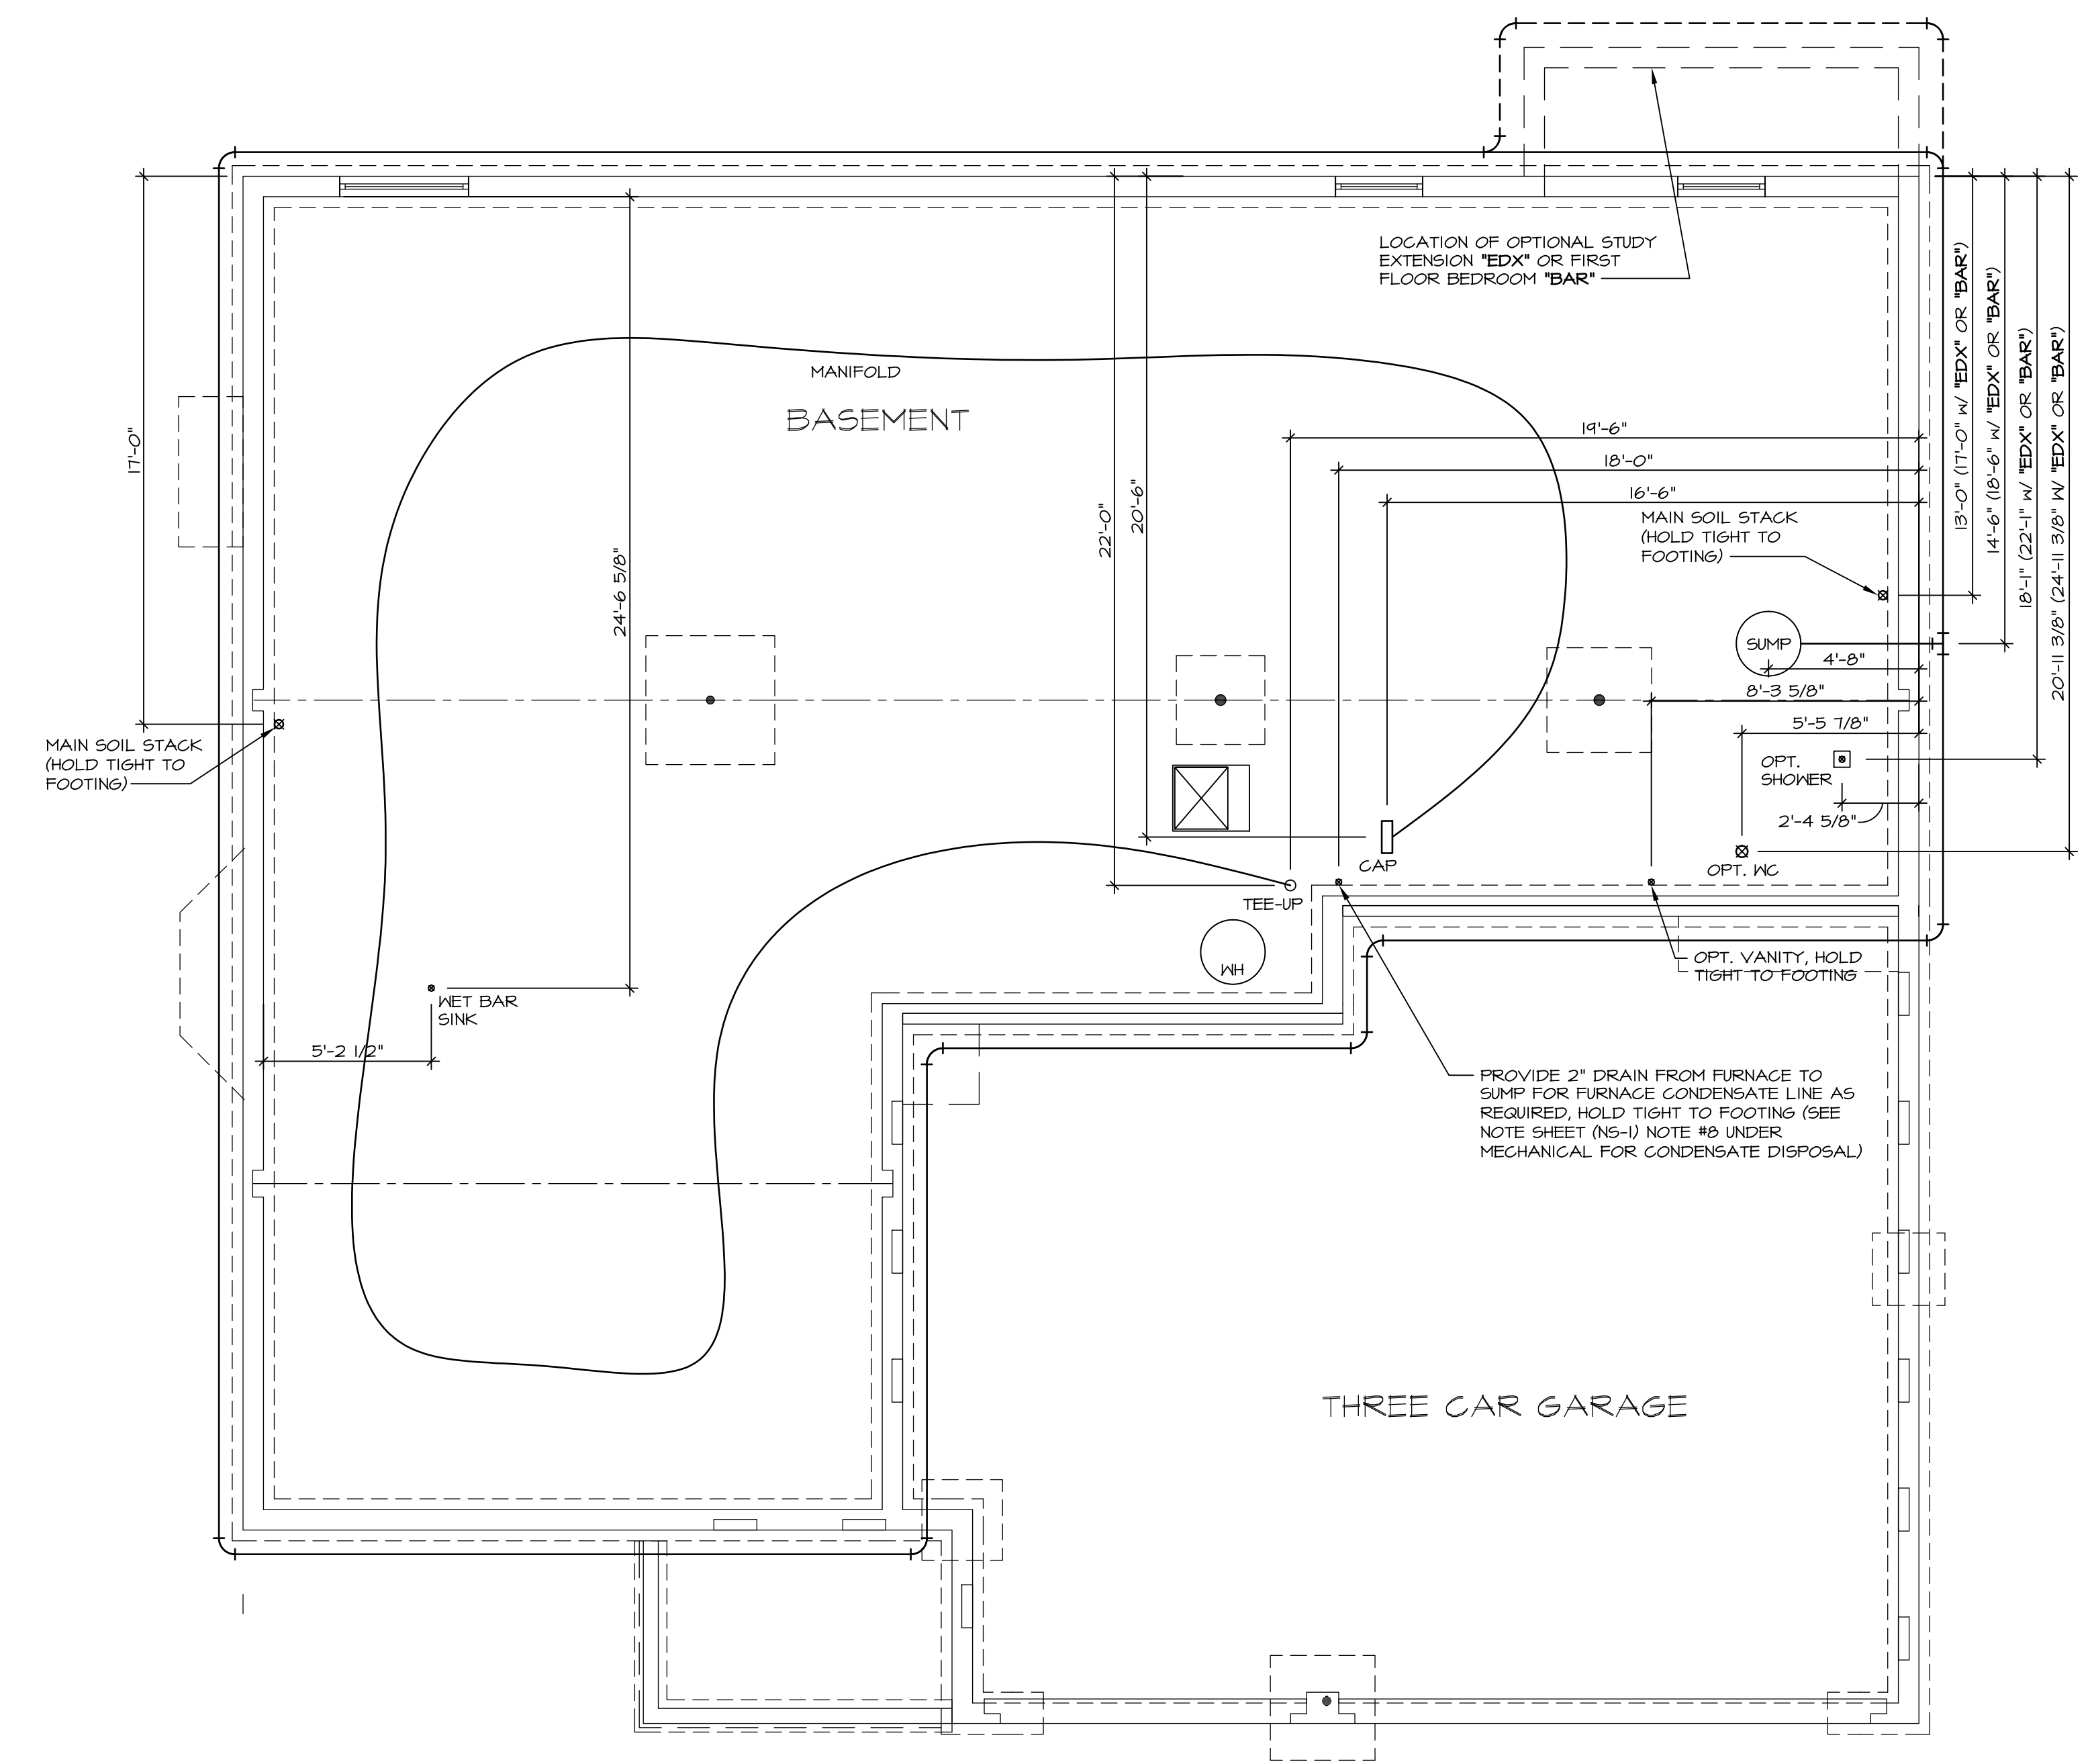 LOCATION OF OPTIONAL STUDY
EXTENSION "EDX" OR FIRST
FLOOR BEDROOM "BAR"
MANIFOLD
BASEMENT
17'-0"
24'-6 5/8"
22'-0"
20'-6"
19'-6"
18'-0"
16'-6"
13'-0" (17'-0" W/ "EDX" OR "BAR")
14'-6" (18'-6" W/ "EDX" OR "BAR")
18'-1" (22'-1" W/ "EDX" OR "BAR")
20'-11 3/8" (24'-11 3/8" W/ "EDX" OR "BAR")
MAIN SOIL STACK
(HOLD TIGHT TO
FOOTING)
SUMP
4'-8"
8'-3 5/8"
5'-5 7/8"
MAIN SOIL STACK
(HOLD TIGHT TO
FOOTING)
OPT.
SHOWER
2'-4 5/8"
CAP
OPT. WC
TEE-UP
WH
OPT. VANITY, HOLD
TIGHT TO FOOTING
WET BAR
SINK
5'-2 1/2"
PROVIDE 2" DRAIN FROM FURNACE TO
SUMP FOR FURNACE CONDENSATE LINE AS
REQUIRED, HOLD TIGHT TO FOOTING (SEE
NOTE SHEET (NS-1) NOTE #8 UNDER
MECHANICAL FOR CONDENSATE DISPOSAL)
THREE CAR GARAGE